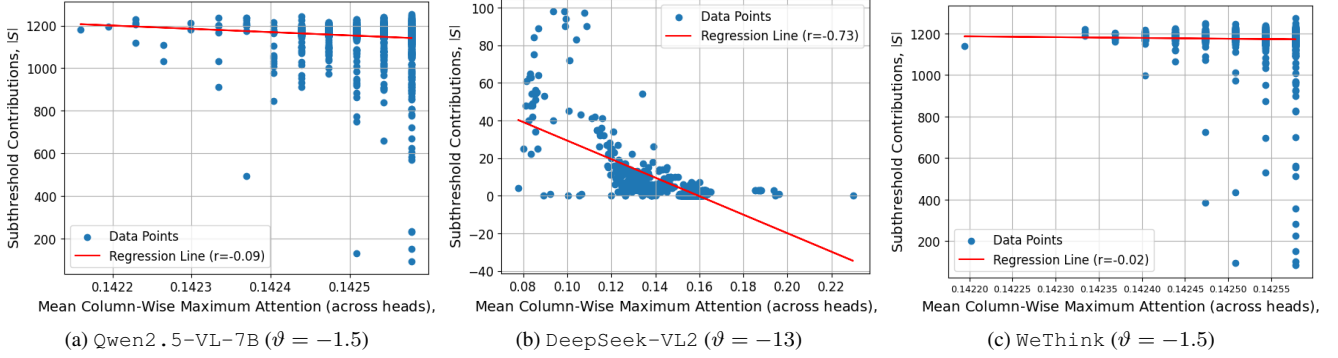 Subthreshold Contributions, |S|
1200
1000
800
600
400
200
Data Points
Regression Line (r=-0.09)
0.1422
0.1423
0.1424
0.1425
Mean Column-Wise Maximum Attention (across heads),
(a) Qwen2.5-VL-7B (ϑ = −1.5)
Subthreshold Contributions, |S|
100
80
60
40
20
0
−20
−40
Data Points
Regression Line (r=-0.73)
0.08
0.10
0.12
0.14
0.16
0.18
0.20
0.22
Mean Column-Wise Maximum Attention (across heads),
(b) DeepSeek-VL2 (ϑ = −13)
Subthreshold Contributions, |S|
1200
1000
800
600
400
200
Data Points
Regression Line (r=-0.02)
0.14220
0.14225
0.14230
0.14235
0.14240
0.14245
0.14250
0.14255
Mean Column-Wise Maximum Attention (across heads),
(c) WeThink (ϑ = −1.5)